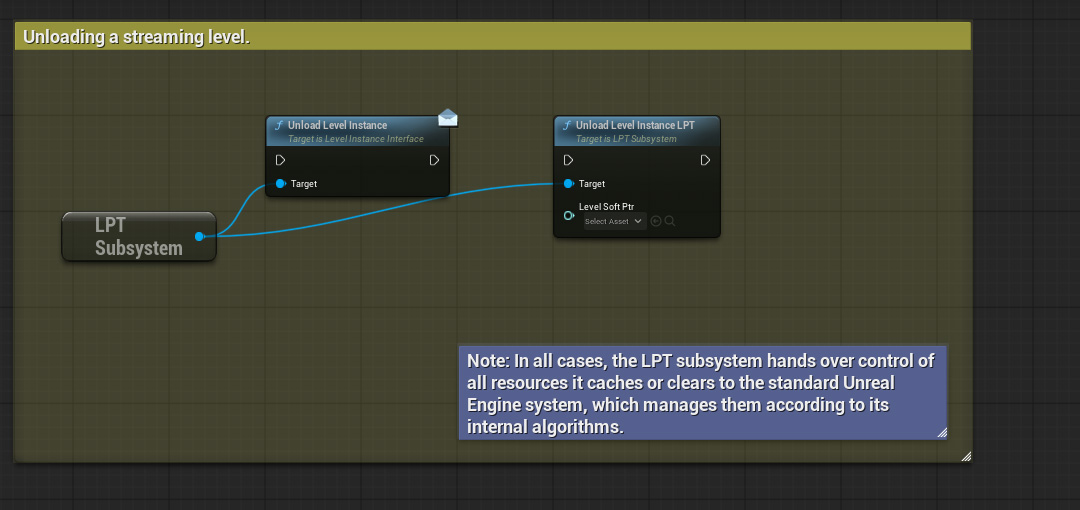 Unloading a streaming level.
f Unload Level Instance
Target is Level Instance Interface
Target
f Unload Level Instance LPT
Target is LPT Subsystem
Target
Level Soft Ptr
Select Asset
LPT
Subsystem
Note: In all cases, the LPT subsystem hands over control of
all resources it caches or clears to the standard Unreal
Engine system, which manages them according to its
internal algorithms.